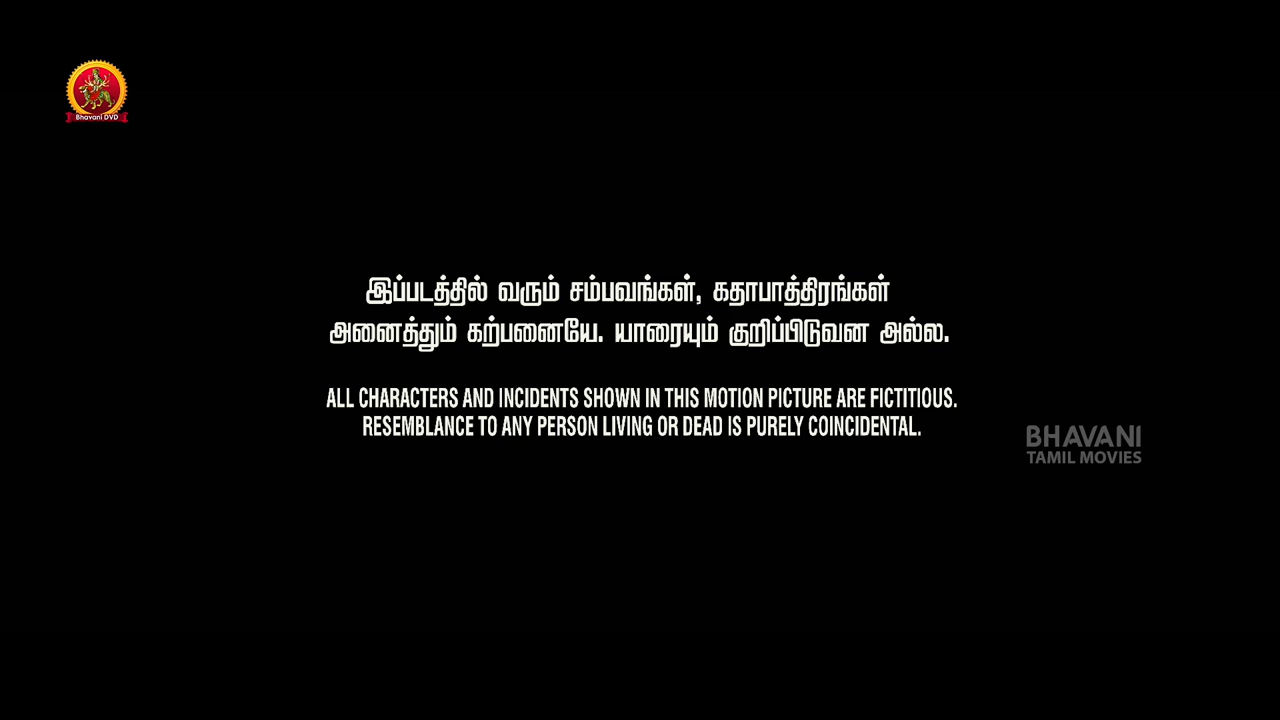 Bhavani DVD
இப்படத்தில் வரும் சம்பவங்கள், கதாபாத்திரங்கள்
அனைத்தும் கற்பனையே. யாரையும் குறிப்பிடுவன அல்ல.
ALL CHARACTERS AND INCIDENTS SHOWN IN THIS MOTION PICTURE ARE FICTITIOUS.
RESEMBLANCE TO ANY PERSON LIVING OR DEAD IS PURELY COINCIDENTAL.
BHAVANI
TAMIL MOVIES